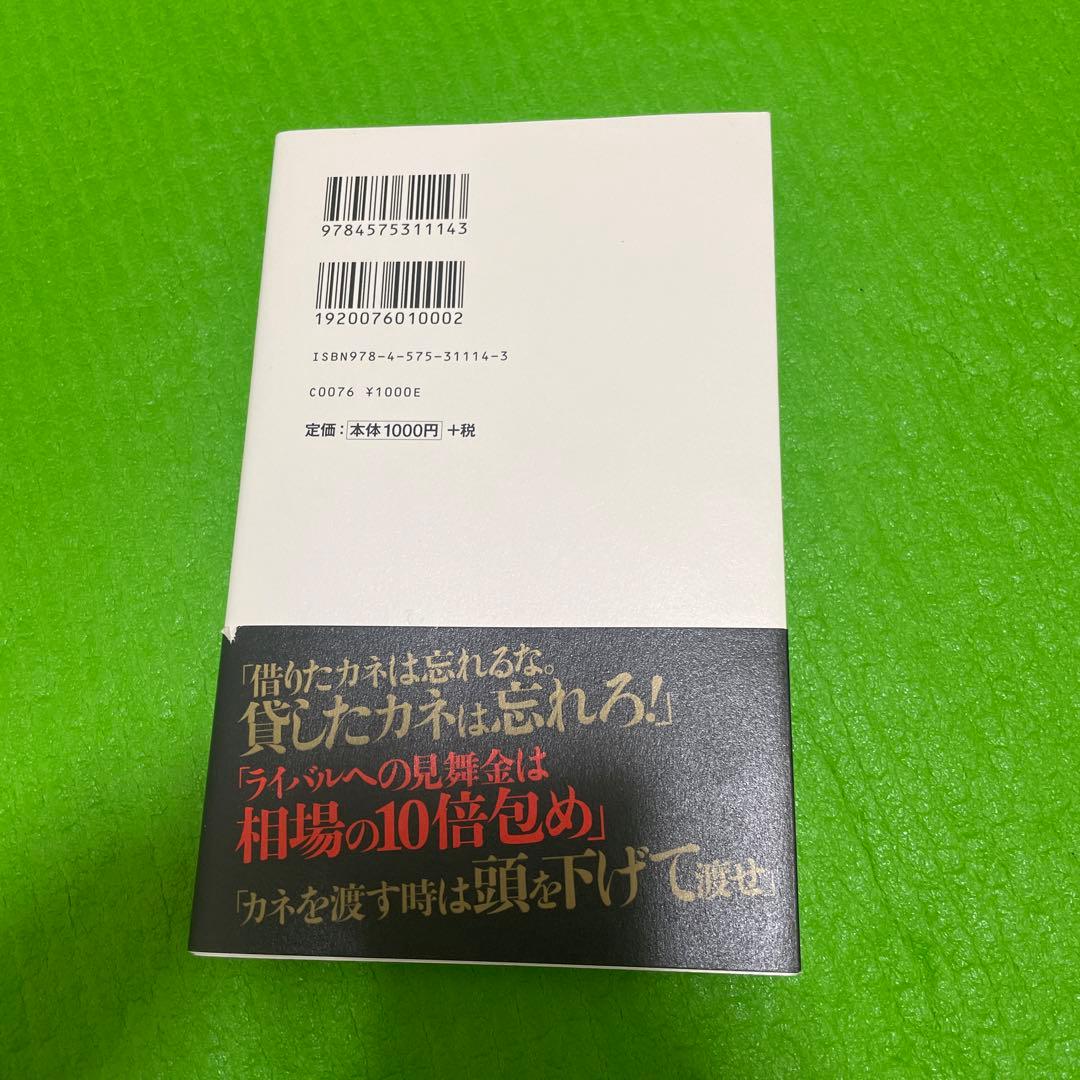 9784575311143
1920076010002
ISBN978-4-575-31114-3
C0076 ¥1000E
定価：本体1000円＋税
「借りたカネは忘れるな。
貸したカネは忘れろ！」
「ライバルへの見舞金は
相場の10倍包め」
「カネを渡す時は頭を下げて渡せ」